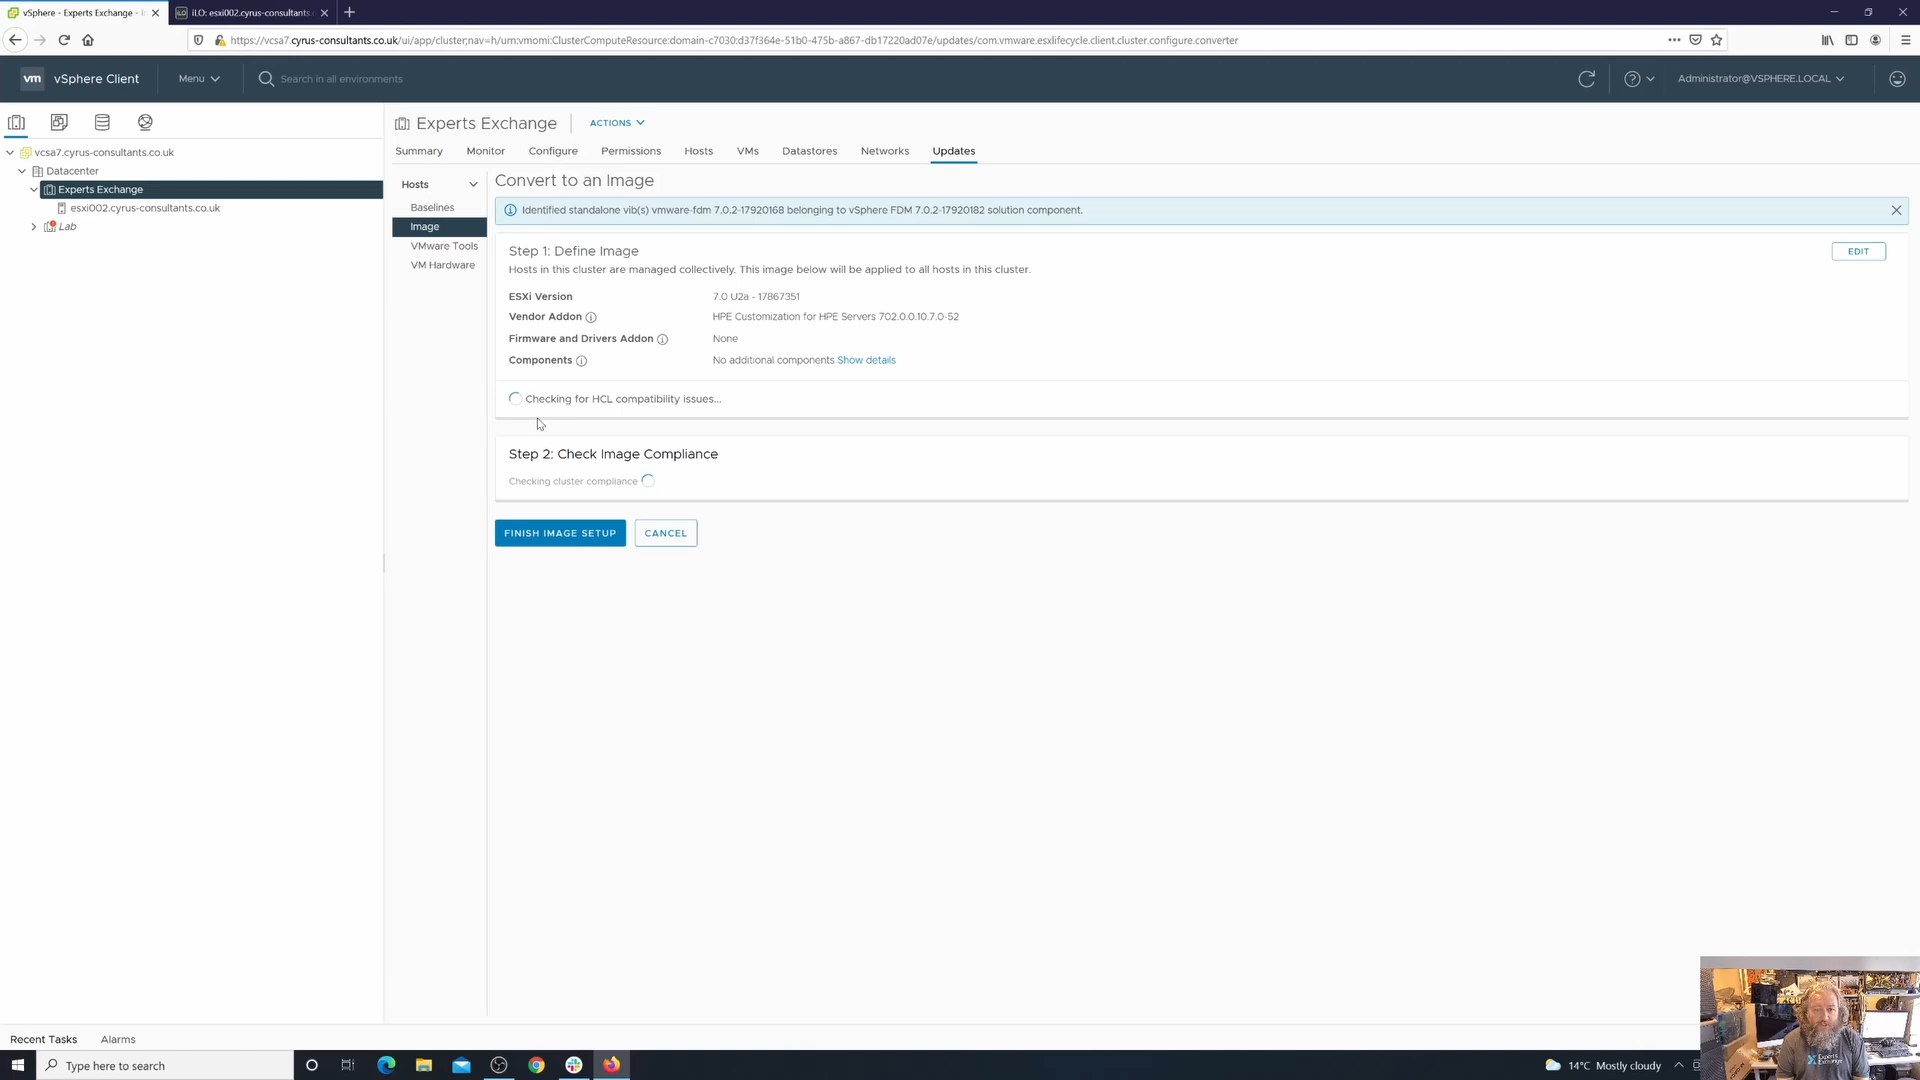 vSphere - Experts Exchange -
iLO: esxi002.cyrus-consultants.
https://vcsa7.cyrus-consultants.co.uk/ui/app/cluster;nav=h/urn:vmomi:ClusterComputeResource:domain-c7030:d37f364e-51b0-475b-a867-db17220ad07e/updates/com.vmware.esxlifecycle.client.cluster.configure.converter
vm vSphere Client
Menu
Search in all environments
Administrator@VSPHERE.LOCAL
vcsa7.cyrus-consultants.co.uk
Datacenter
Experts Exchange
esxi002.cyrus-consultants.co.uk
Lab
Experts Exchange
ACTIONS
Summary Monitor Configure Permissions Hosts VMs Datastores Networks Updates
Hosts
Baselines
Image
VMware Tools
VM Hardware
Convert to an Image
Identified standalone vib(s) vmware-fdm 7.0.2-17920168 belonging to vSphere FDM 7.0.2-17920182 solution component.
Step 1: Define Image
EDIT
Hosts in this cluster are managed collectively. This image below will be applied to all hosts in this cluster.
ESXi Version 7.0 U2a - 17867351
Vendor Addon HPE Customization for HPE Servers 702.0.0.10.7.0-52
Firmware and Drivers Addon None
Components No additional components Show details
Checking for HCL compatibility issues...
Step 2: Check Image Compliance
Checking cluster compliance
FINISH IMAGE SETUP
CANCEL
Recent Tasks Alarms
Type here to search
14°C Mostly cloudy
Experts Exchange